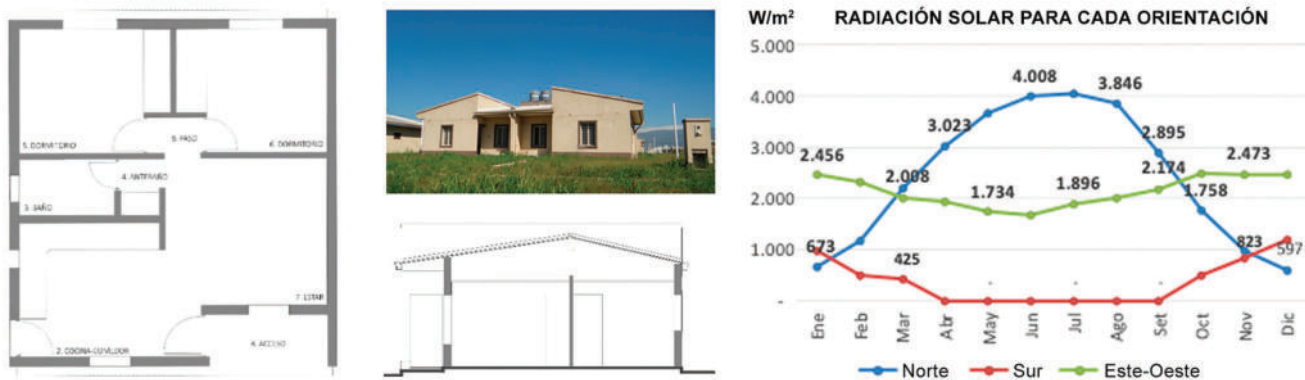 5. DORMITORIO
5. PASO
6. DORMITORIO
4. ANTEBAÑO
3. BAÑO
7. ESTAR
2. COCINA-COMEDOR
ACCESO
W/m²
RADIACIÓN SOLAR PARA CADA ORIENTACIÓN
5.000
4.000
3.000
2.000
1.000
-
2.456
673
425
2.008
3.023
1.734
4.008
1.896
3.846
2.895
2.174
1.758
2.473
823
597
Ene
Feb
Mar
Abr
May
Jun
Jul
Ago
Set
Oct
Nov
Dic
Norte
Sur
Este-Oeste